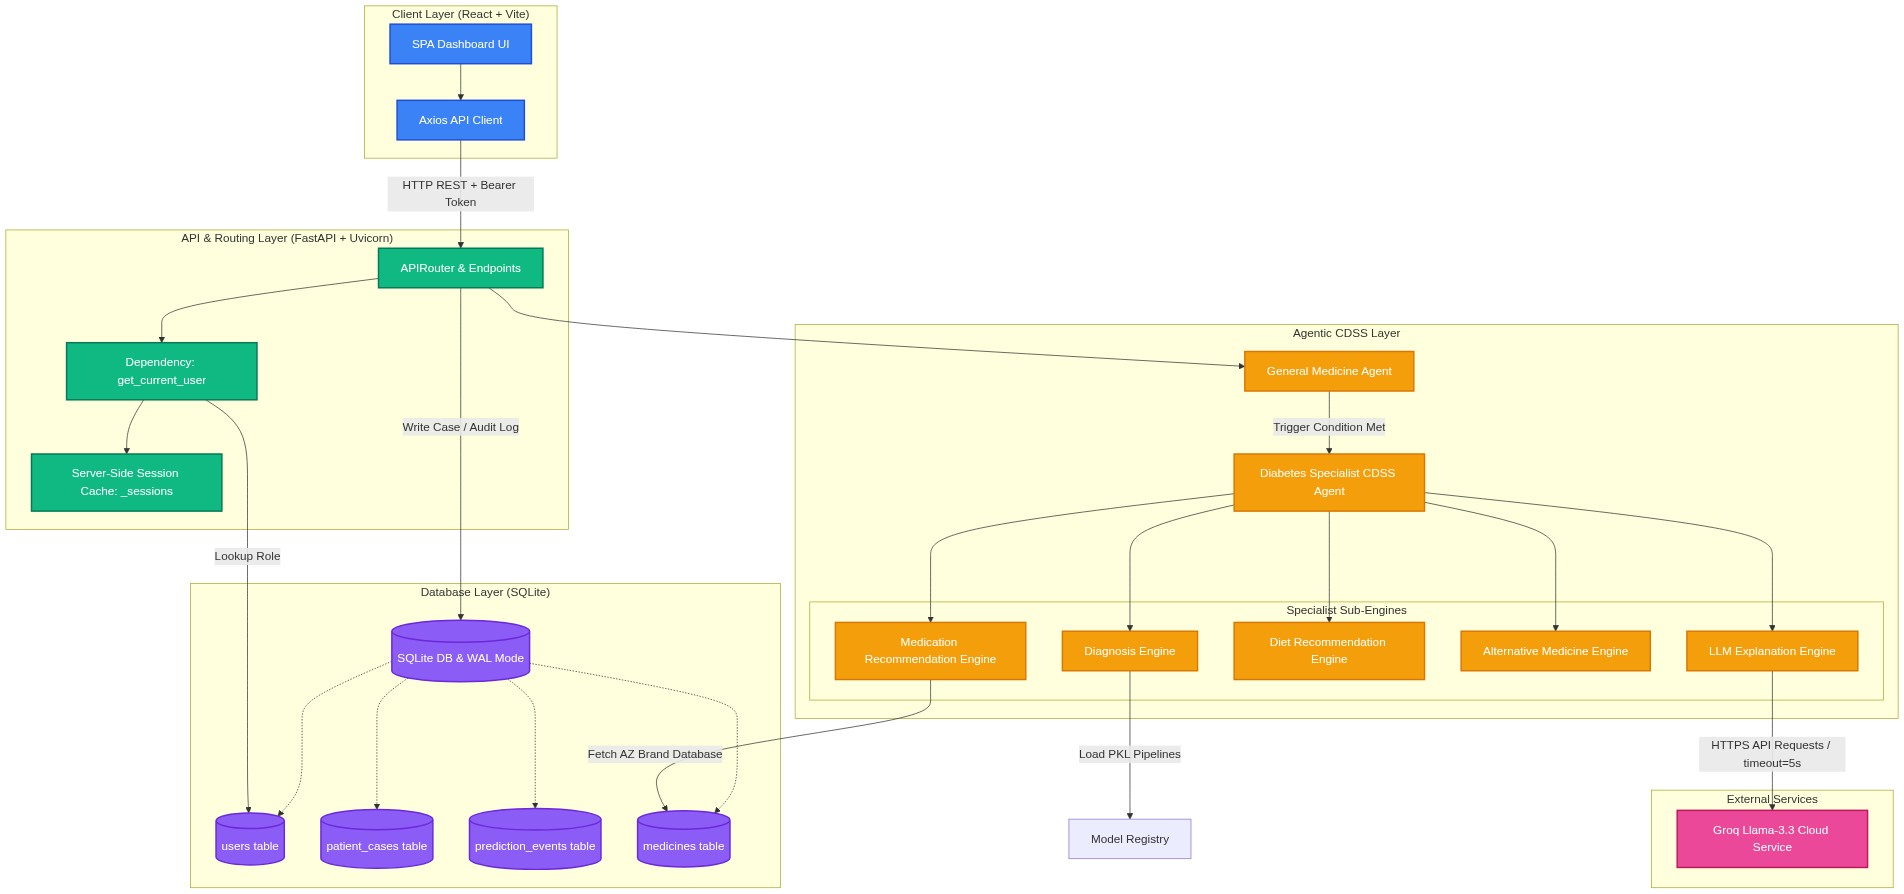 Client Layer (React + Vite)
SPA Dashboard UI
Axios API Client
HTTP REST + Bearer
Token
API & Routing Layer (FastAPI + Uvicorn)
APIRouter & Endpoints
Dependency:
get_current_user
Server-Side Session
Cache: _sessions
Write Case / Audit Log
Lookup Role
Agentic CDSS Layer
General Medicine Agent
Trigger Condition Met
Diabetes Specialist CDSS
Agent
Specialist Sub-Engines
Medication
Recommendation Engine
Diagnosis Engine
Diet Recommendation
Engine
Alternative Medicine Engine
LLM Explanation Engine
Database Layer (SQLite)
SQLite DB & WAL Mode
Fetch AZ Brand Database
Load PKL Pipelines
HTTPS API Requests /
timeout=5s
users table
patient_cases table
prediction_events table
medicines table
Model Registry
External Services
Groq Llama-3.3 Cloud
Service